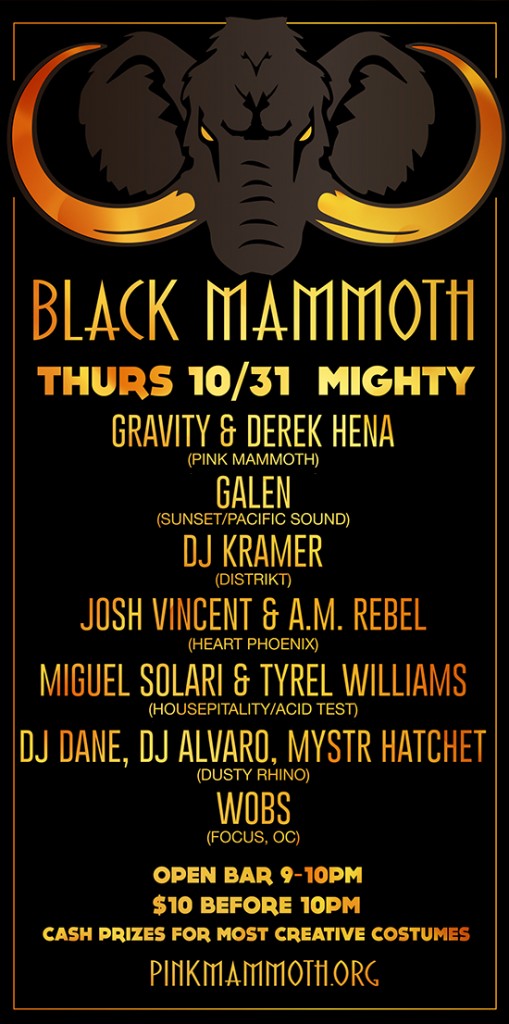 BLACK MAMMOTH
THURS 10/31 MIGHTY
GRAVITY & DEREK HENA
(PINK MAMMOTH)
GALEN
(SUNSET/PACIFIC SOUND)
DJ KRAMER
(DISTRIKT)
JOSH VINCENT & A.M. REBEL
(HEART PHOENIX)
MIGUEL SOLARI & TYREL WILLIAMS
(HOUSEPITALITY/ACID TEST)
DJ DANE, DJ ALVARO, MYSTR HATCHET
(DUSTY RHINO)
WOBS
(FOCUS, OC)
OPEN BAR 9-10PM
$10 BEFORE 10PM
CASH PRIZES FOR MOST CREATIVE COSTUMES
PINKMAMMOTH.ORG